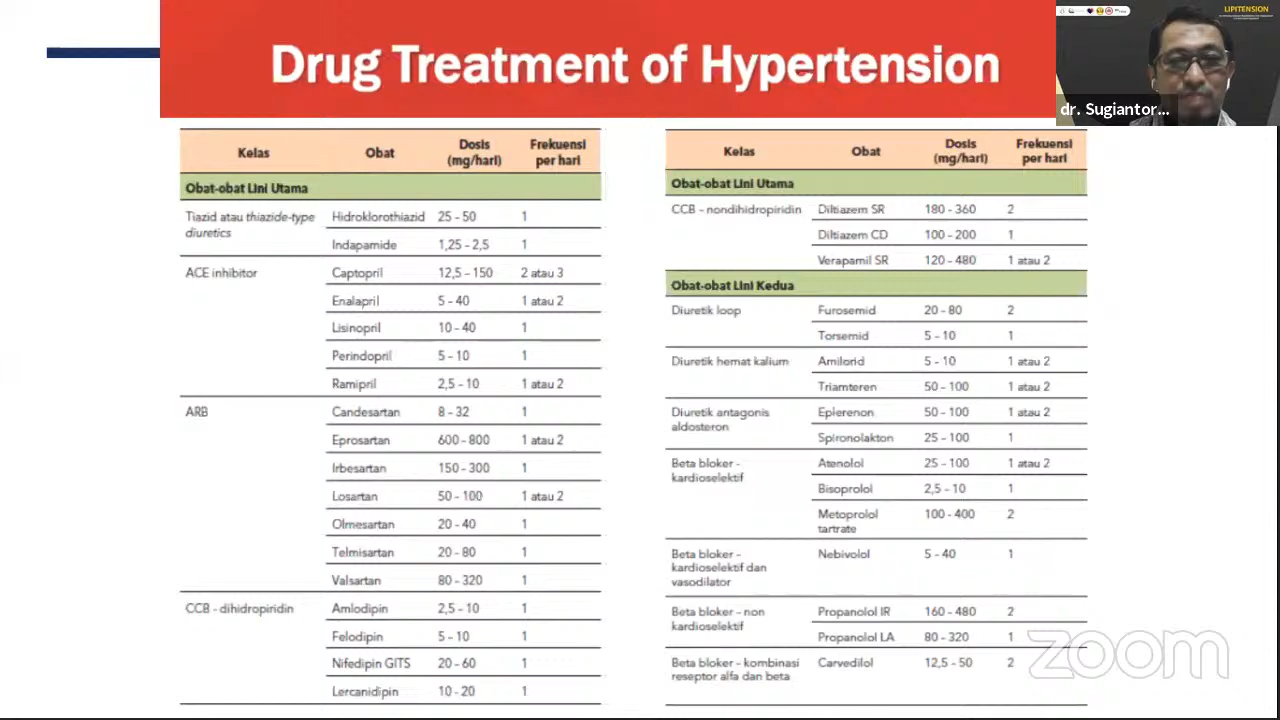 Drug Treatment of Hypertension
LIPITENSION
dr. Sugiantor...
Kelas Obat Dosis (mg/hari) Frekuensi per hari
Obat-obat Lini Utama
Tiazid atau thiazide-type diuretics Hidroklorothiazid 25 - 50 1
Indapamide 1,25 - 2,5 1
ACE inhibitor Captopril 12,5 - 150 2 atau 3
Enalapril 5 - 40 1 atau 2
Lisinopril 10 - 40 1
Perindopril 5 - 10 1
Ramipril 2,5 - 10 1 atau 2
ARB Candesartan 8 - 32 1
Eprosartan 600 - 800 1 atau 2
Irbesartan 150 - 300 1
Losartan 50 - 100 1 atau 2
Olmesartan 20 - 40 1
Telmisartan 20 - 80 1
Valsartan 80 - 320 1
CCB - dihidropiridin Amlodipin 2,5 - 10 1
Felodipin 5 - 10 1
Nifedipin GITS 20 - 60 1
Lercanidipin 10 - 20 1
Kelas Obat Dosis (mg/hari) Frekuensi per hari
Obat-obat Lini Utama
CCB - nondihidropiridin Diltiazem SR 180 - 360 2
Diltiazem CD 100 - 200 1
Verapamil SR 120 - 480 1 atau 2
Obat-obat Lini Kedua
Diuretik loop Furosemid 20 - 80 2
Torsemid 5 - 10 1
Diuretik hemat kalium Amilorid 5 - 10 1 atau 2
Triamteren 50 - 100 1 atau 2
Diuretik antagonis aldosteron Eplerenon 50 - 100 1 atau 2
Spironolakton 25 - 100 1
Beta bloker - kardioselektif Atenolol 25 - 100 1 atau 2
Bisoprolol 2,5 - 10 1
Metoprolol tartrate 100 - 400 2
Beta bloker - kardioselektif dan vasodilator Nebivolol 5 - 40 1
Beta bloker - non kardioselektif Propanolol IR 160 - 480 2
Propanolol LA 80 - 320 1
Beta bloker - kombinasi reseptor alfa dan beta Carvedilol 12,5 - 50 2
zoom